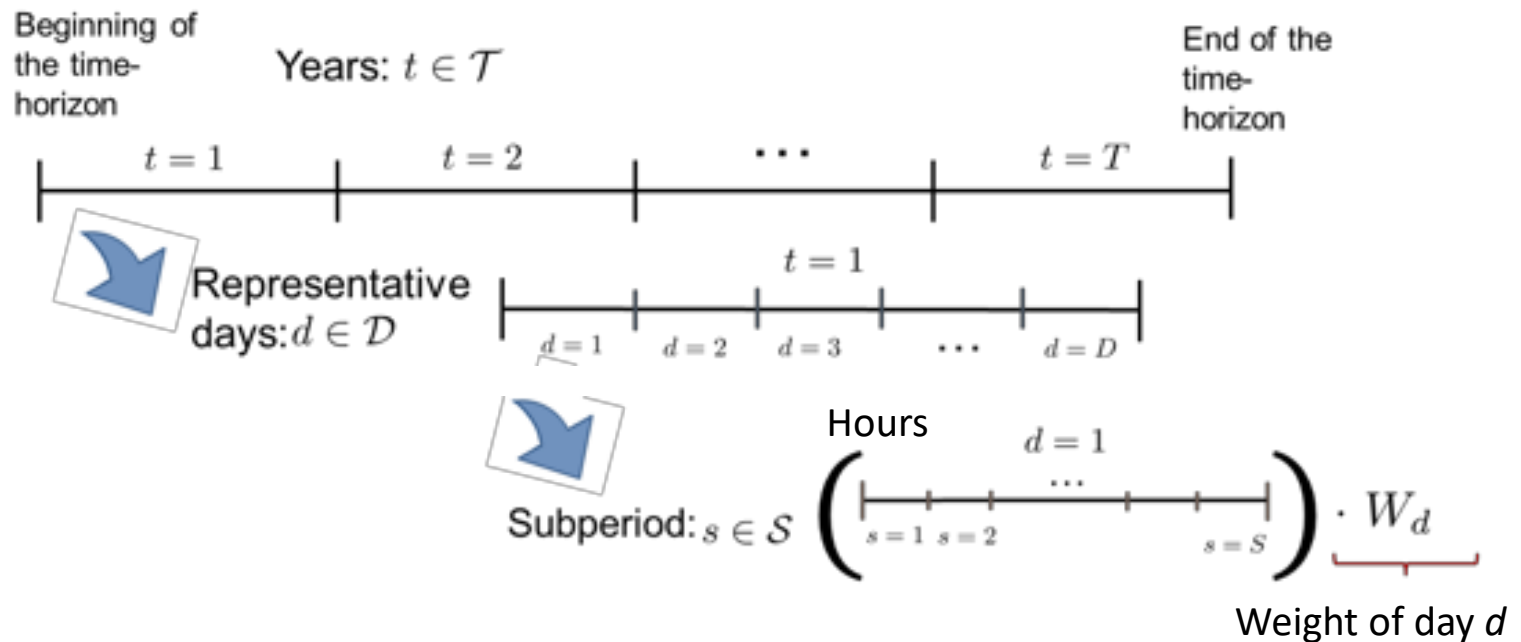 Beginning of
the time-
horizon
Years: t ∈ 𝒯
End of the
time-
horizon
t = 1
t = 2
···
t = T
Representative
days: d ∈ 𝒟
t = 1
d = 1
d = 2
d = 3
···
d = D
Hours
d = 1
···
Subperiod: s ∈ 𝒮
s = 1
s = 2
s = S
( ) · W_d
Weight of day d